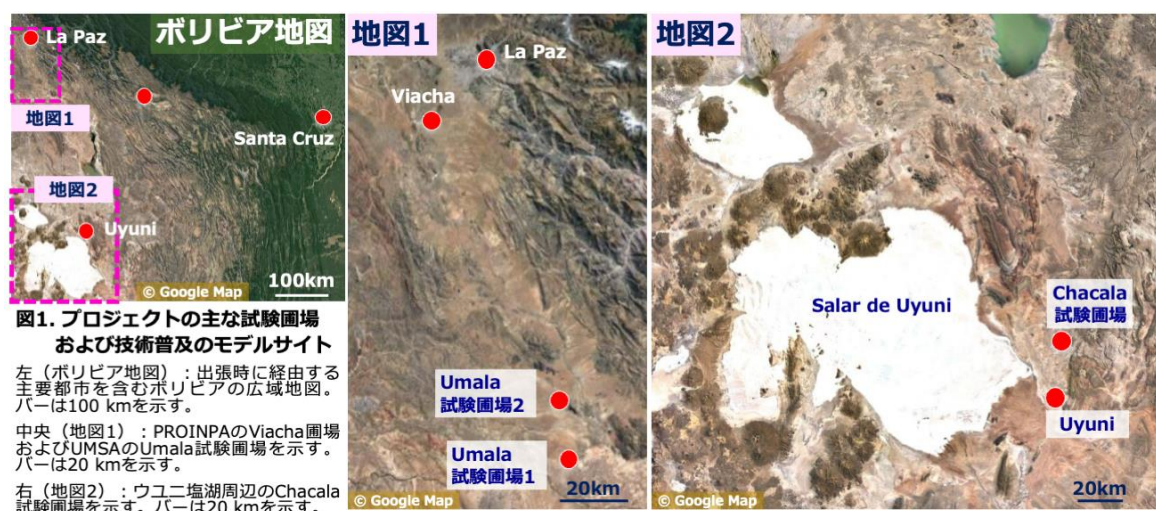 ボリビア地図
La Paz
地図1
Santa Cruz
地図2
Uyuni
100km
© Google Map
図1. プロジェクトの主な試験圃場
および技術普及のモデルサイト
左（ボリビア地図）：出張時に経由する
主要都市を含むボリビアの広域地図。
バーは100 kmを示す。
中央（地図1）：PROINPAのViacha圃場
およびUMSAのUmala試験圃場を示す。
バーは20 kmを示す。
右（地図2）：ウユニ塩湖周辺のChacala
試験圃場を示す。バーは20 kmを示す。
地図1
La Paz
Viacha
Umala
試験圃場2
Umala
試験圃場1
20km
© Google Map
地図2
Salar de Uyuni
Chacala
試験圃場
Uyuni
20km
© Google Map